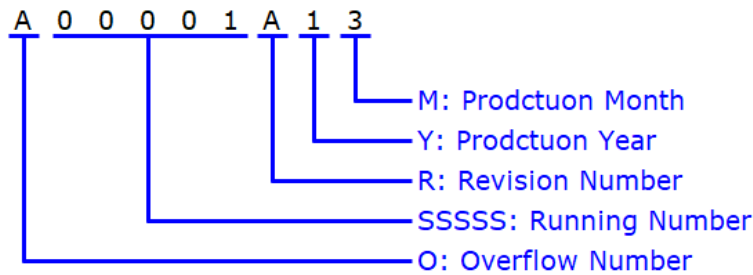 A 0 0 0 0 1 A 1 3
M: Prodctuon Month
Y: Prodctuon Year
R: Revision Number
SSSSS: Running Number
O: Overflow Number